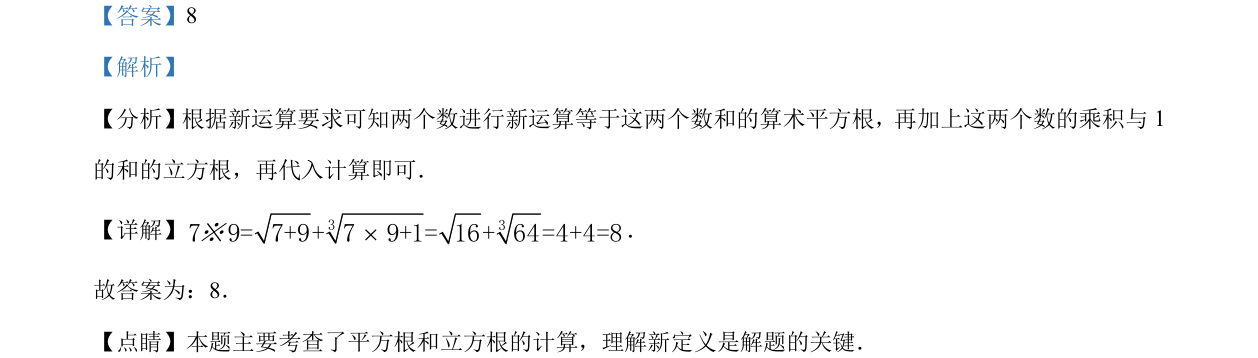 【答案】8
【解析】
【分析】根据新运算要求可知两个数进行新运算等于这两个数和的算术平方根，再加上这两个数的乘积与 1
的和的立方根，再代入计算即可．
【详解】7※9=√(7+9)+∛(7 × 9+1)=√16+∛64=4+4=8．
故答案为：8．
【点睛】本题主要考查了平方根和立方根的计算，理解新定义是解题的关键．